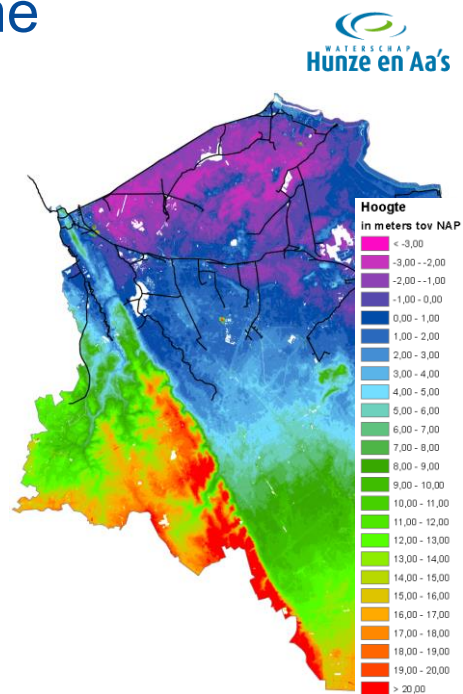 ne
WATERSCHAP
Hunze en Aa's
Hoogte
in meters tov NAP
< -3,00
-3,00 - -2,00
-2,00 - -1,00
-1,00 - 0,00
0,00 - 1,00
1,00 - 2,00
2,00 - 3,00
3,00 - 4,00
4,00 - 5,00
5,00 - 6,00
6,00 - 7,00
7,00 - 8,00
8,00 - 9,00
9,00 - 10,00
10,00 - 11,00
11,00 - 12,00
12,00 - 13,00
13,00 - 14,00
14,00 - 15,00
15,00 - 16,00
16,00 - 17,00
17,00 - 18,00
18,00 - 19,00
19,00 - 20,00
> 20,00